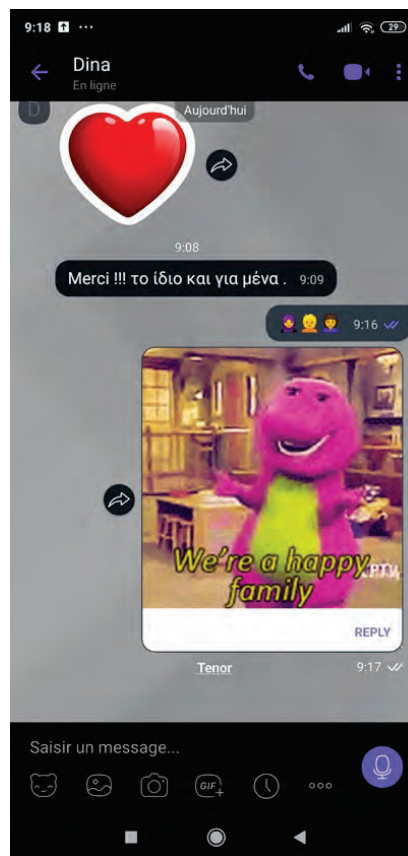 9:18
29
Dina
En ligne
D
Aujourd'hui
9:08
Merci !!! το ίδιο και για μένα . 9:09
9:16
We're a happy
family
REPLY
Tenor
9:17
Saisir un message...
GIF